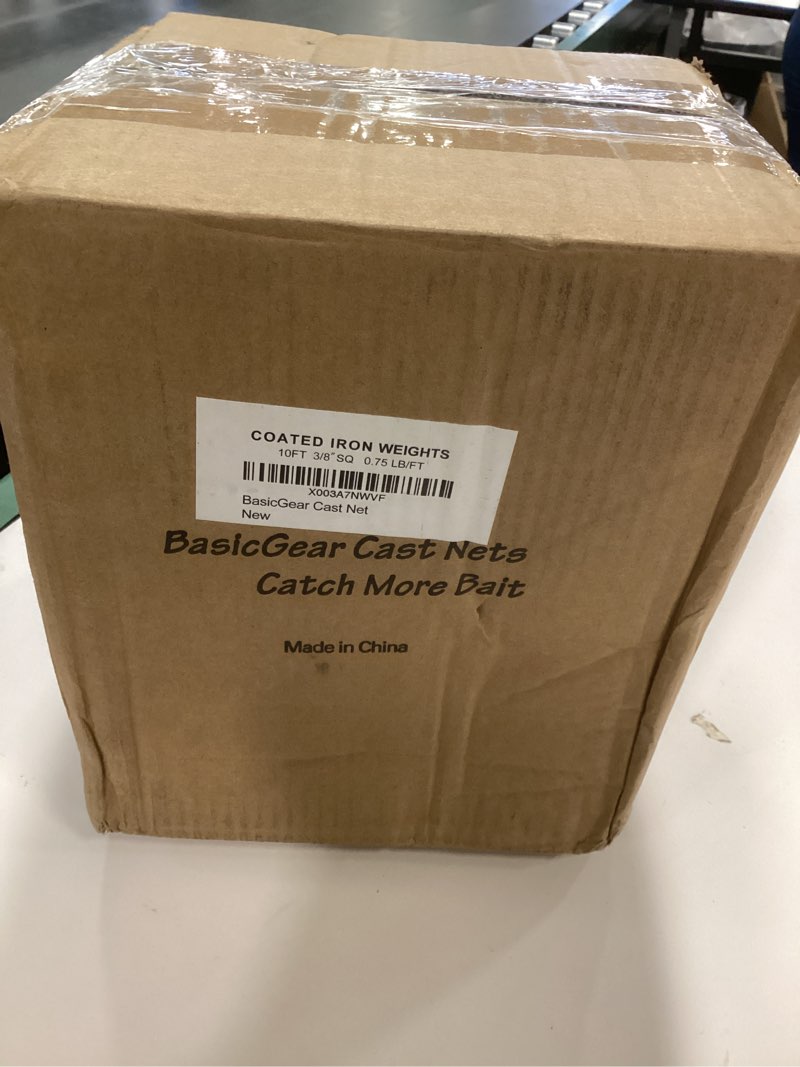 COATED IRON WEIGHTS
10FT 3/8" SQ 0.75 LB/FT
X003A7NWVF
BasicGear Cast Net
New
BasicGear Cast Nets
Catch More Bait
Made in China